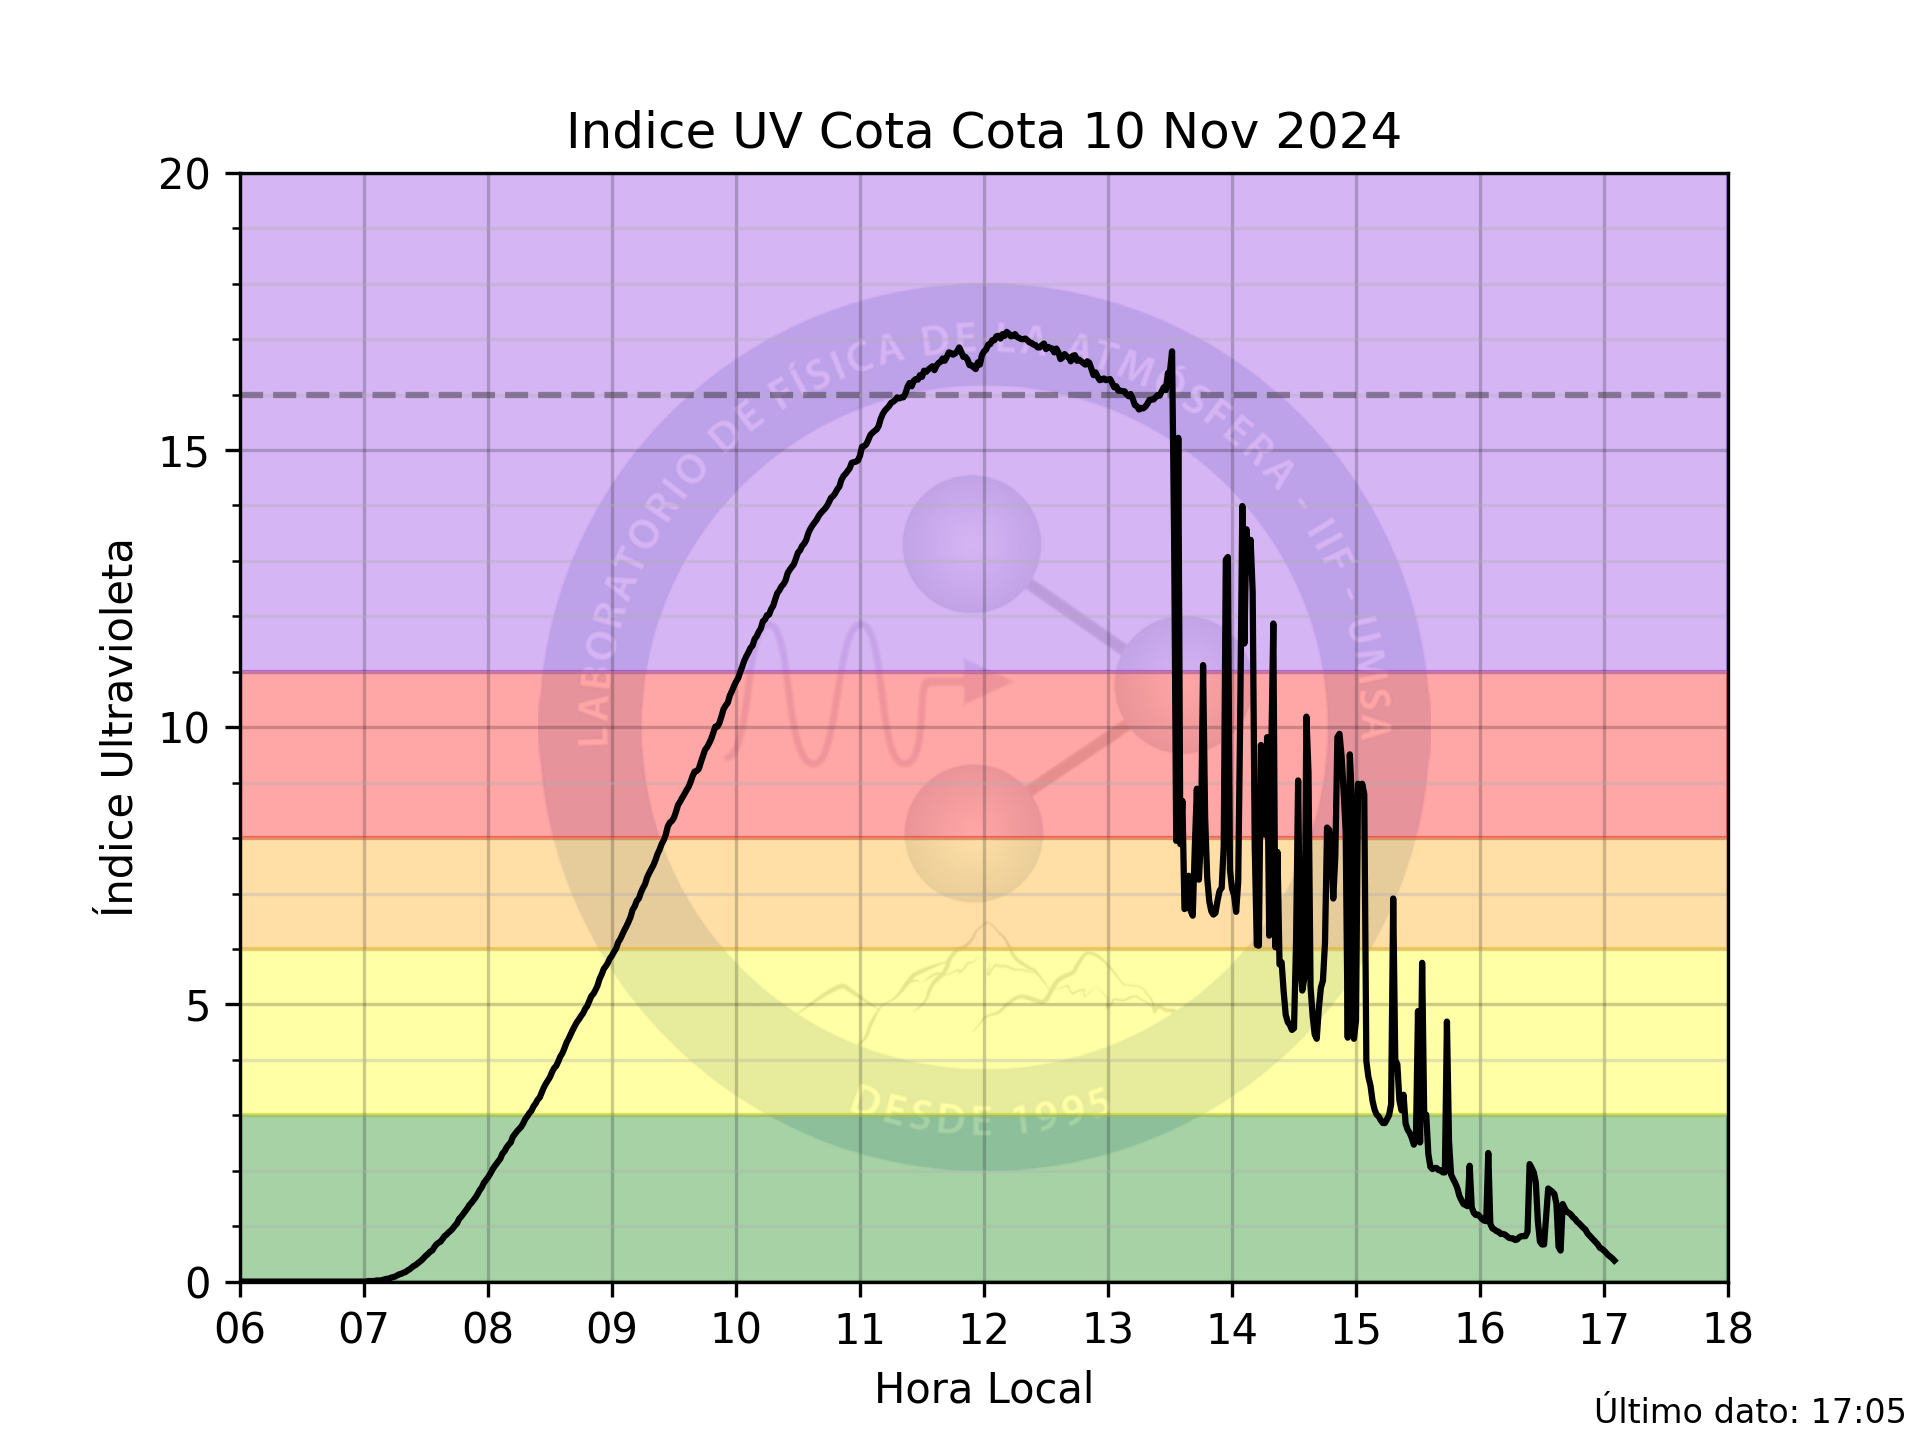 Indice UV Cota Cota 10 Nov 2024
20
15
10
5
0
Índice Ultravioleta
LABORATORIO DE FÍSICA DE LA ATMÓSFERA - IIF - UMSA
DESDE 1995
06 07 08 09 10 11 12 13 14 15 16 17 18
Hora Local
Último dato: 17:05